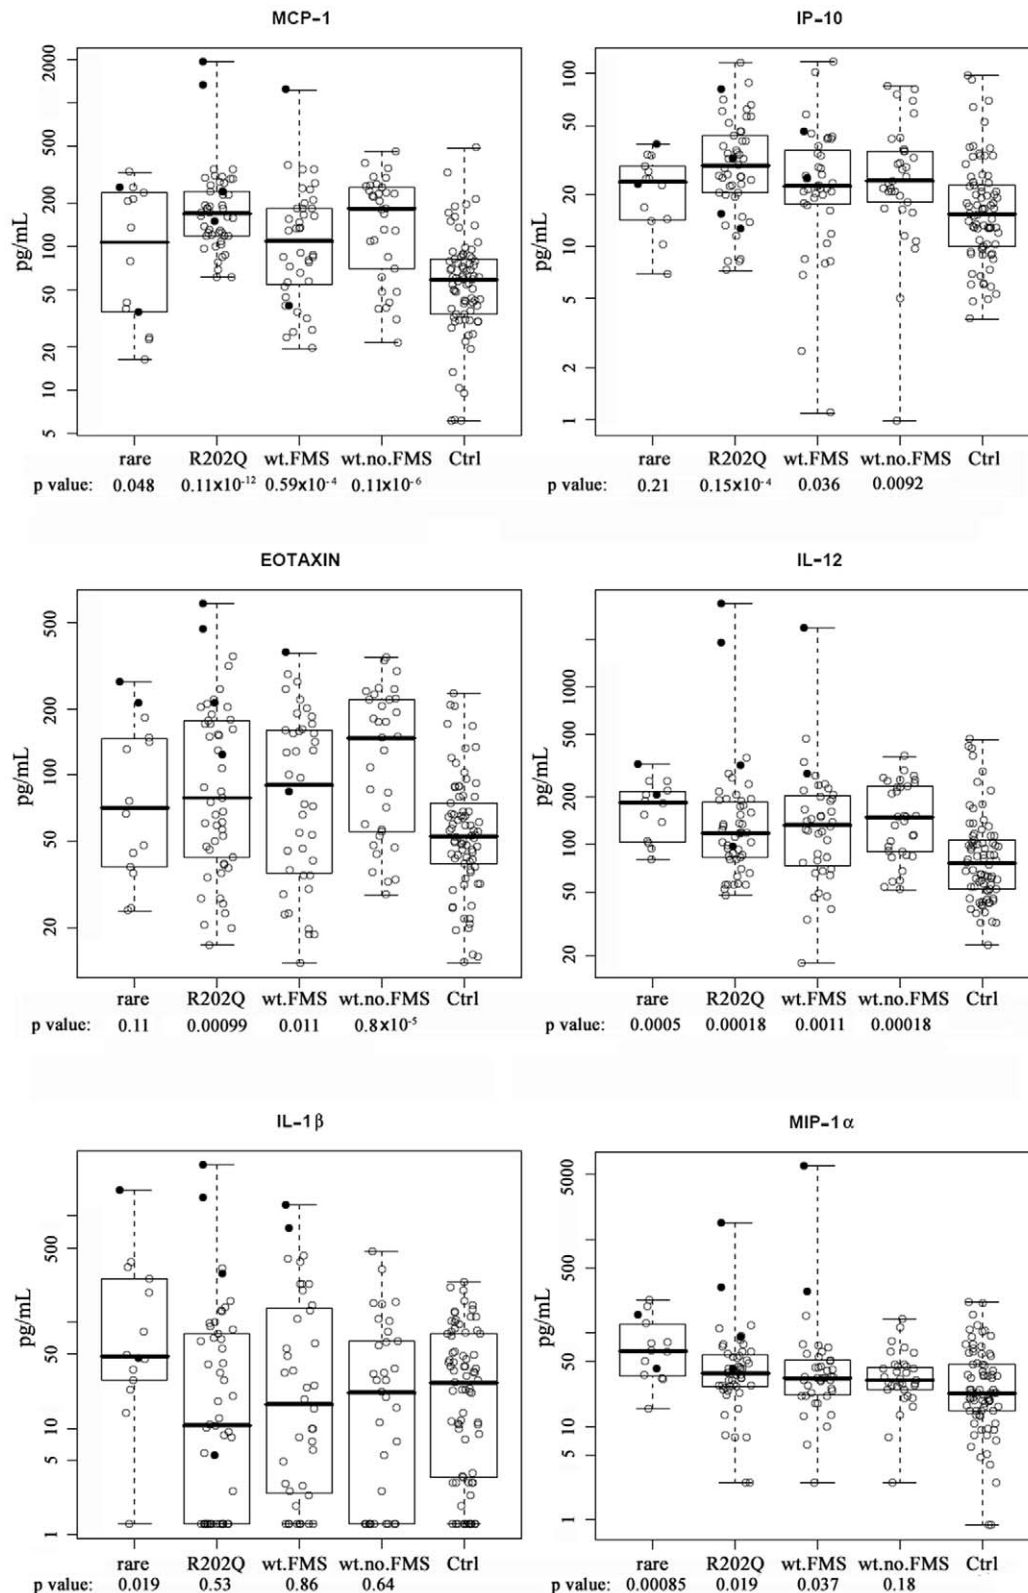 MCP-1
IP-10
pg/mL
2000
500
200
100
50
20
10
5
pg/mL
100
50
20
10
5
2
1
rare R202Q wt.FMS wt.no.FMS Ctrl
p value: 0.048 0.11x10⁻¹² 0.59x10⁻⁴ 0.11x10⁻⁶
rare R202Q wt.FMS wt.no.FMS Ctrl
p value: 0.21 0.15x10⁻⁴ 0.036 0.0092
EOTAXIN
IL-12
pg/mL
500
200
100
50
20
pg/mL
1000
500
200
100
50
20
rare R202Q wt.FMS wt.no.FMS Ctrl
p value: 0.11 0.00099 0.011 0.8x10⁻⁵
rare R202Q wt.FMS wt.no.FMS Ctrl
p value: 0.0005 0.00018 0.0011 0.00018
IL-1β
MIP-1α
pg/mL
500
50
10
5
1
pg/mL
5000
500
50
10
5
1
rare R202Q wt.FMS wt.no.FMS Ctrl
p value: 0.019 0.53 0.86 0.64
rare R202Q wt.FMS wt.no.FMS Ctrl
p value: 0.00085 0.019 0.037 0.18